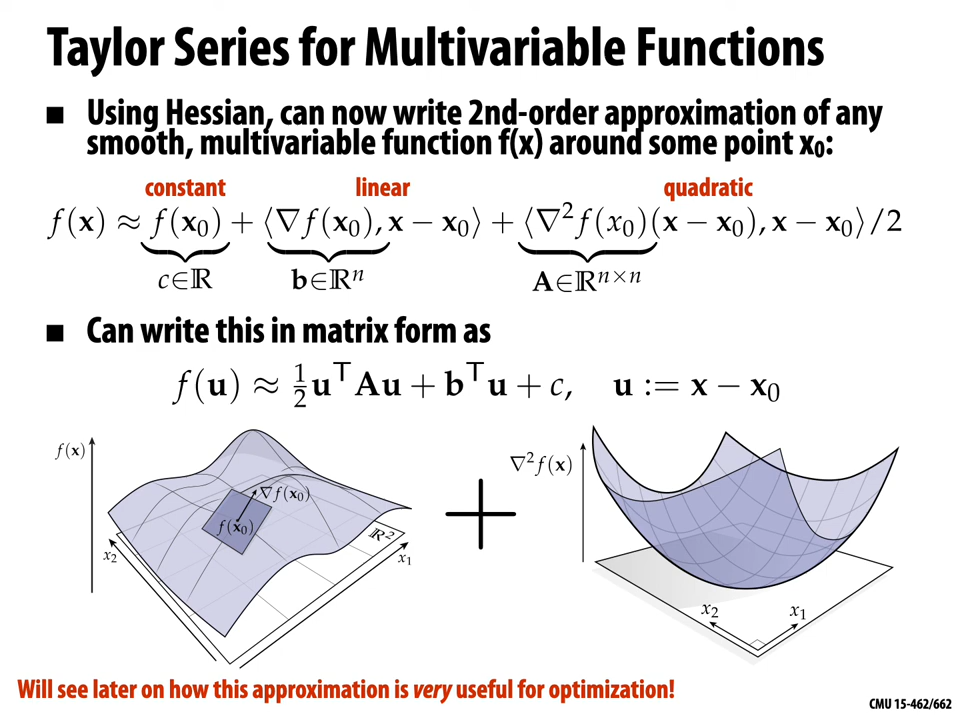 Taylor Series for Multivariable Functions
■ Using Hessian, can now write 2nd-order approximation of any
smooth, multivariable function f(x) around some point x₀:
constant linear quadratic
f(𝐱) ≈ f(𝐱₀) + ⟨∇f(𝐱₀), 𝐱 − 𝐱₀⟩ + ⟨∇²f(x₀)(𝐱 − 𝐱₀), 𝐱 − 𝐱₀⟩/2
c∈ℝ 𝐛∈ℝⁿ 𝐀∈ℝⁿˣⁿ
■ Can write this in matrix form as
f(𝐮) ≈ ½𝐮ᵀ𝐀𝐮 + 𝐛ᵀ𝐮 + c, 𝐮 := 𝐱 − 𝐱₀
f(𝐱)
∇f(𝐱₀)
f(𝐱₀)
ℝ²
x₂
x₁
+
∇²f(𝐱)
x₂
x₁
Will see later on how this approximation is very useful for optimization!
CMU 15-462/662